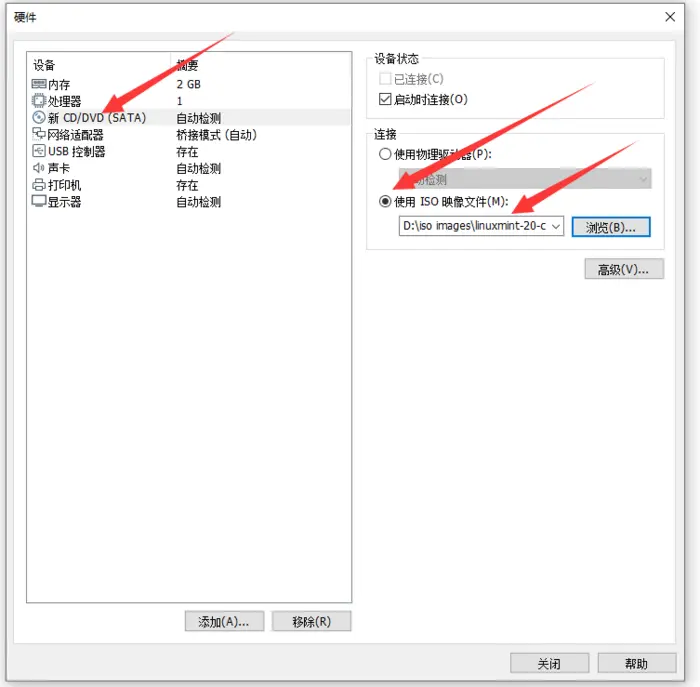 硬件
设备 摘要
内存 2 GB
处理器 1
新 CD/DVD (SATA) 自动检测
网络适配器 桥接模式 (自动)
USB 控制器 存在
声卡 自动检测
打印机 存在
显示器 自动检测
添加(A)... 移除(R)
设备状态
已连接(C)
启动时连接(O)
连接
使用物理驱动器(P):
检测
使用 ISO 映像文件(M):
D:\iso images\linuxmint-20-c 浏览(B)...
高级(V)...
关闭 帮助